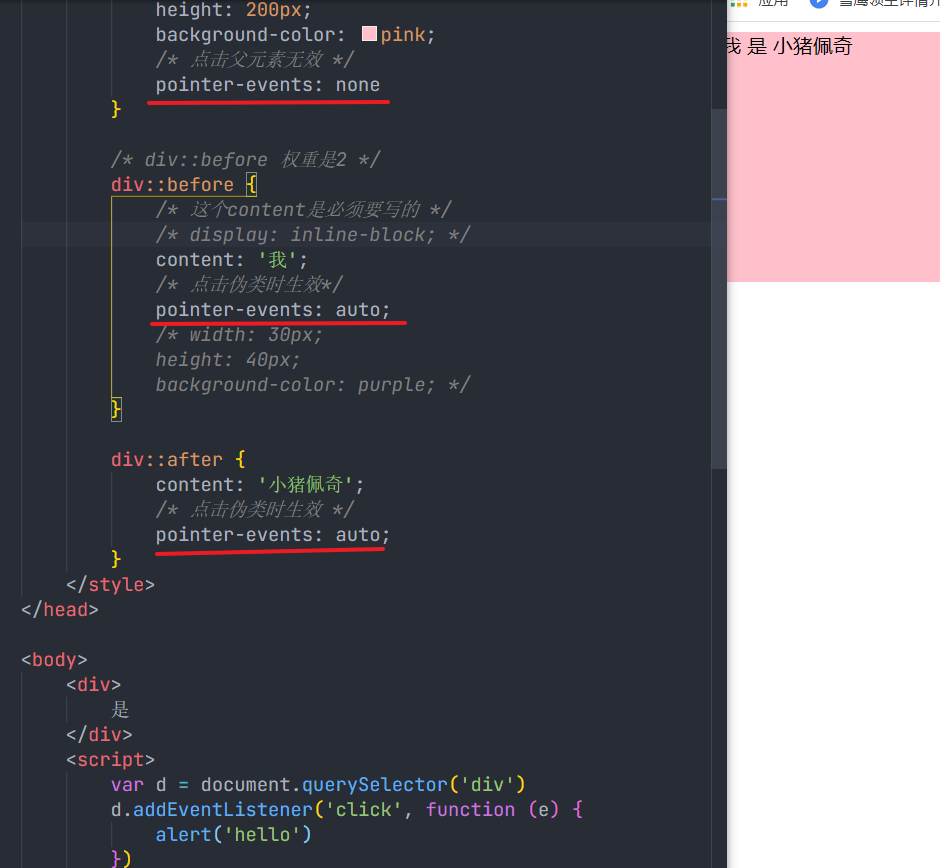 height: 200px;
应用
background-color: pink;
/* 点击父元素无效 */
pointer-events: none
}
/* div::before 权重是2 */
div::before {
/* 这个content是必须要写的 */
/* display: inline-block; */
content: '我';
/* 点击伪类时生效*/
pointer-events: auto;
/* width: 30px;
height: 40px;
background-color: purple; */
}
div::after {
content: '小猪佩奇';
/* 点击伪类时生效 */
pointer-events: auto;
}
</style>
</head>
<body>
<div>
是
</div>
<script>
var d = document.querySelector('div')
d.addEventListener('click', function (e) {
alert('hello')
})
我 是 小猪佩奇